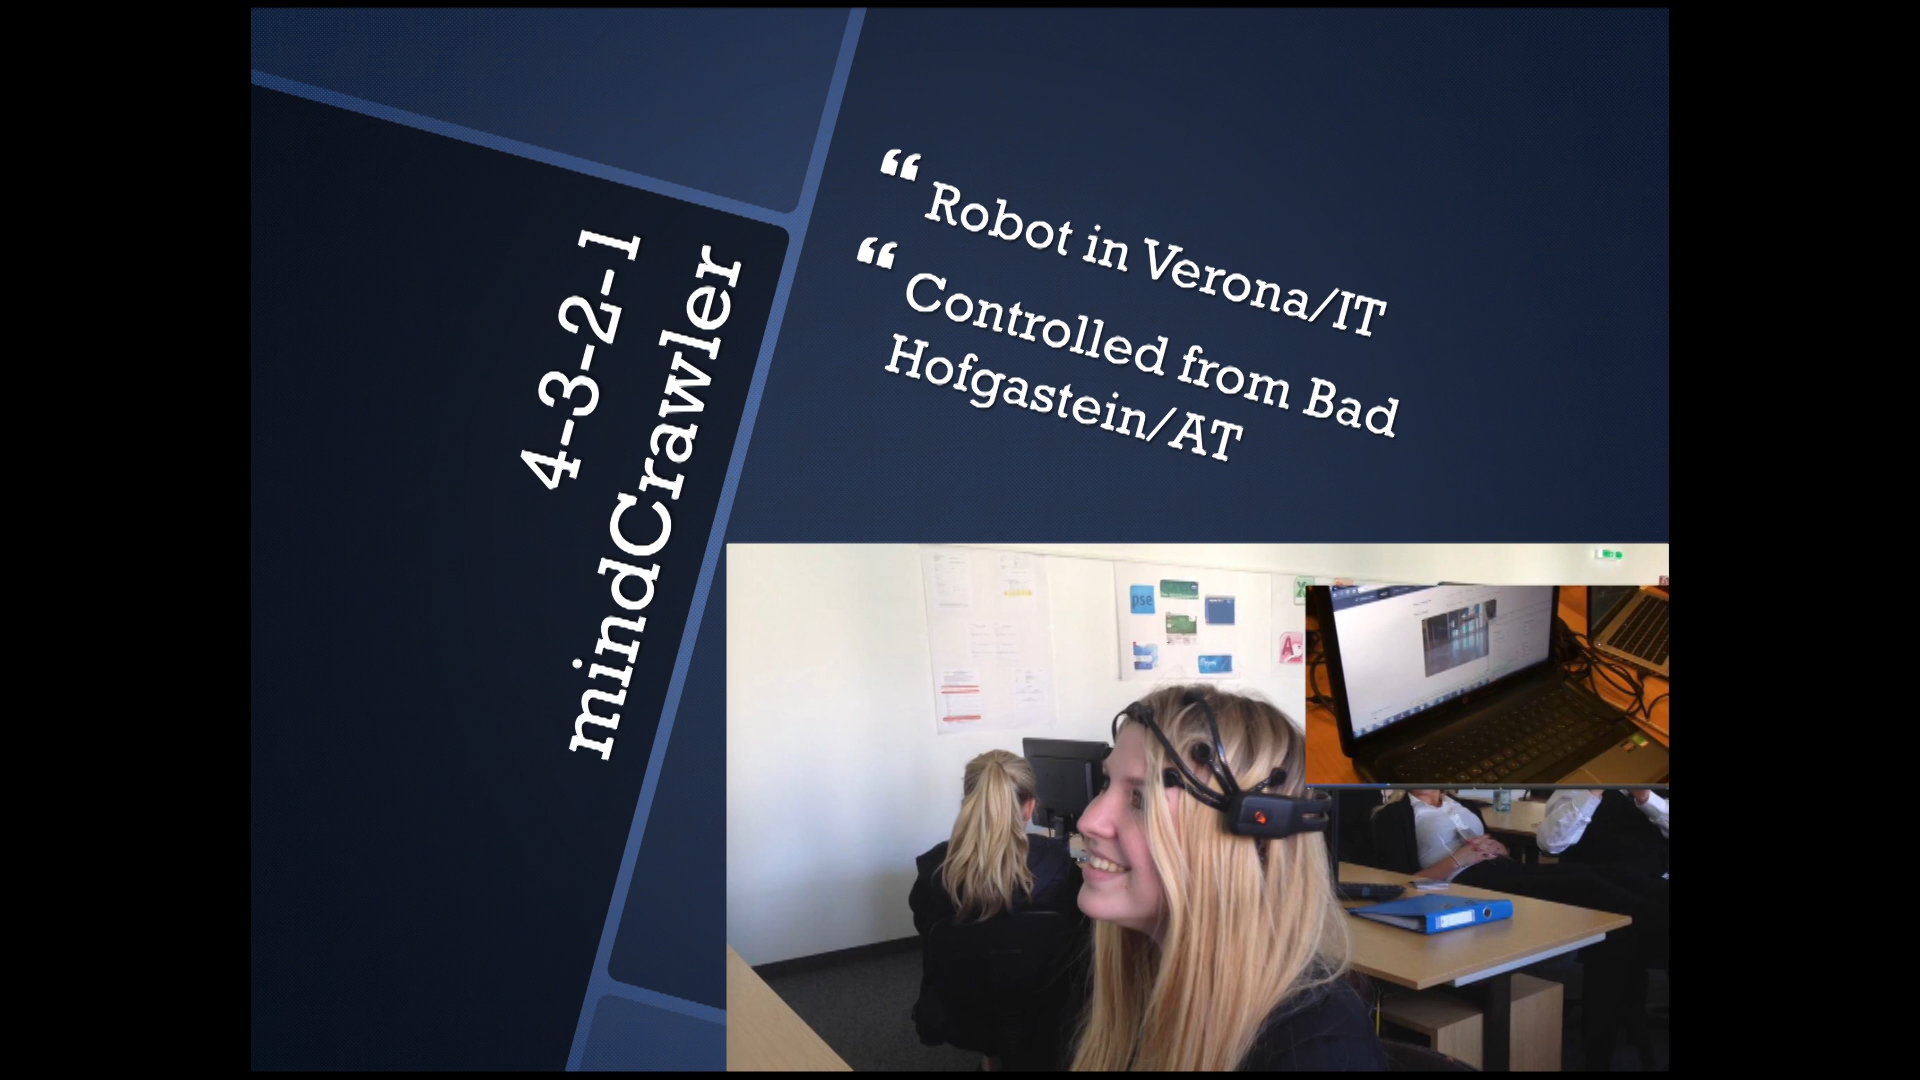 4-3-2-1
mindCrawler
“ Robot in Verona/IT
“ Controlled from Bad
Hofgastein/AT
pse